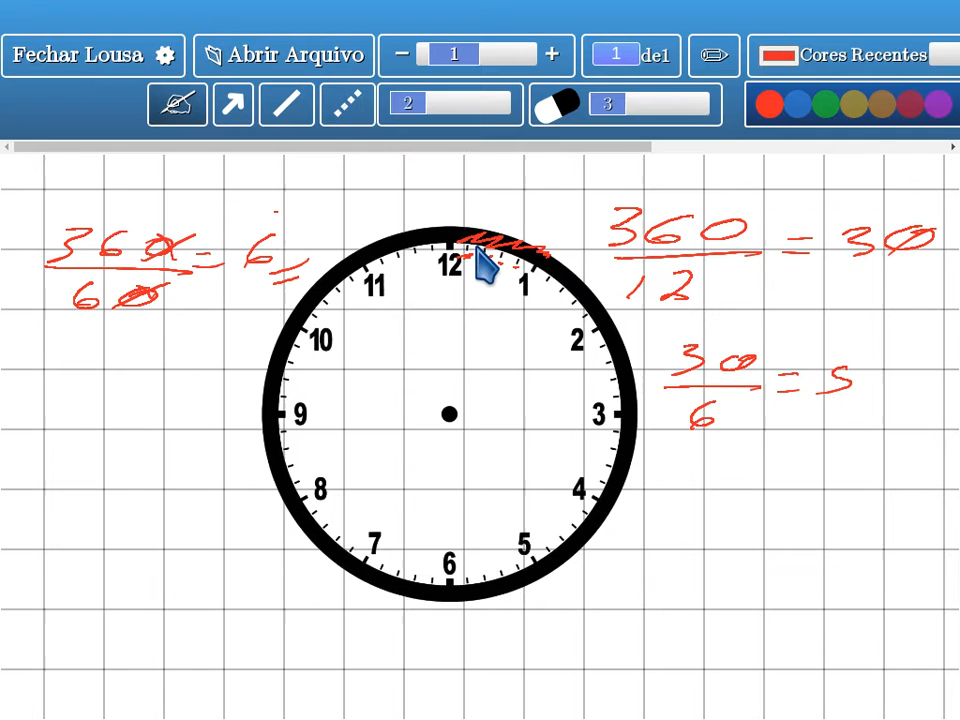 Fechar Lousa
Abrir Arquivo
− 1 +
1 de1
Cores Recentes
2
3
360/60 = 6
360/12 = 30
30/6 = 5
12
1
2
3
4
5
6
7
8
9
10
11